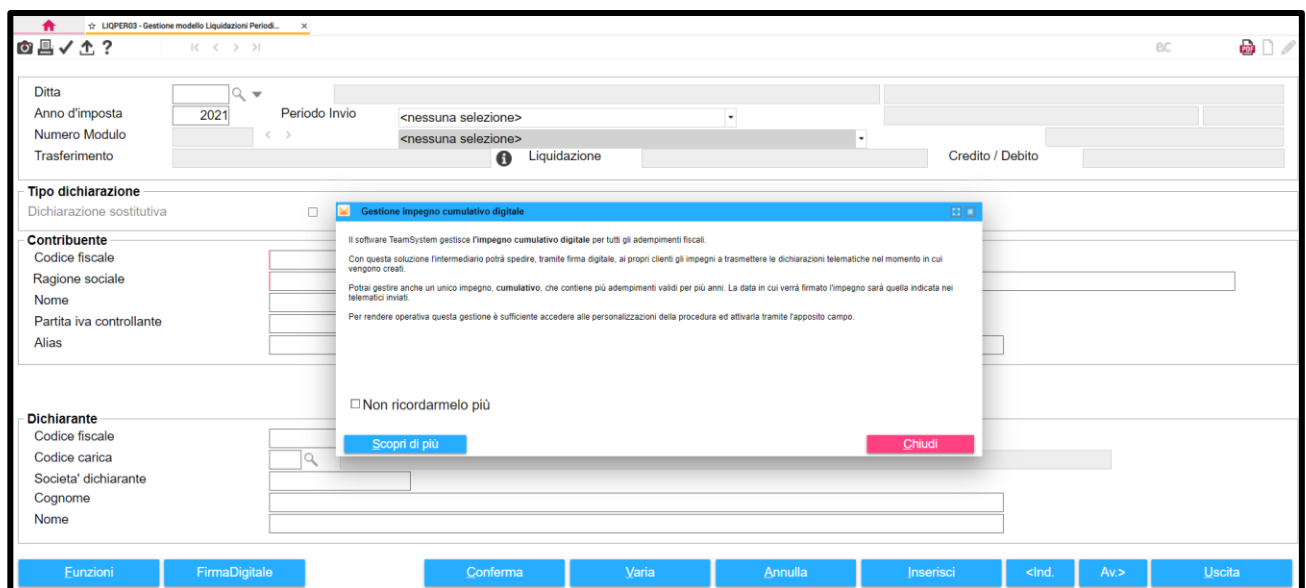 LIQPER03 - Gestione modello Liquidazioni Periodi... ×
? |< < > >| ec PDF
Ditta
Anno d'imposta 2021 Periodo Invio <nessuna selezione>
Numero Modulo < > <nessuna selezione>
Trasferimento Liquidazione Credito / Debito
Tipo dichiarazione
Dichiarazione sostitutiva
Gestione impegno cumulativo digitale
Il software TeamSystem gestisce l'impegno cumulativo digitale per tutti gli adempimenti fiscali.
Con questa soluzione l'intermediario potrà spedire, tramite firma digitale, ai propri clienti gli impegni a trasmettere le dichiarazioni telematiche nel momento in cui
vengono creati.
Potrai gestire anche un unico impegno, cumulativo, che contiene più adempimenti validi per più anni. La data in cui verrà firmato l'impegno sarà quella indicata nei
telematici inviati.
Per rendere operativa questa gestione è sufficiente accedere alle personalizzazioni della procedura ed attivarla tramite l'apposito campo.
Non ricordarmelo più
Scopri di più Chiudi
Contribuente
Codice fiscale
Ragione sociale
Nome
Partita iva controllante
Alias
Dichiarante
Codice fiscale
Codice carica
Societa' dichiarante
Cognome
Nome
Funzioni FirmaDigitale Conferma Varia Annulla Inserisci <Ind. Av.> Uscita